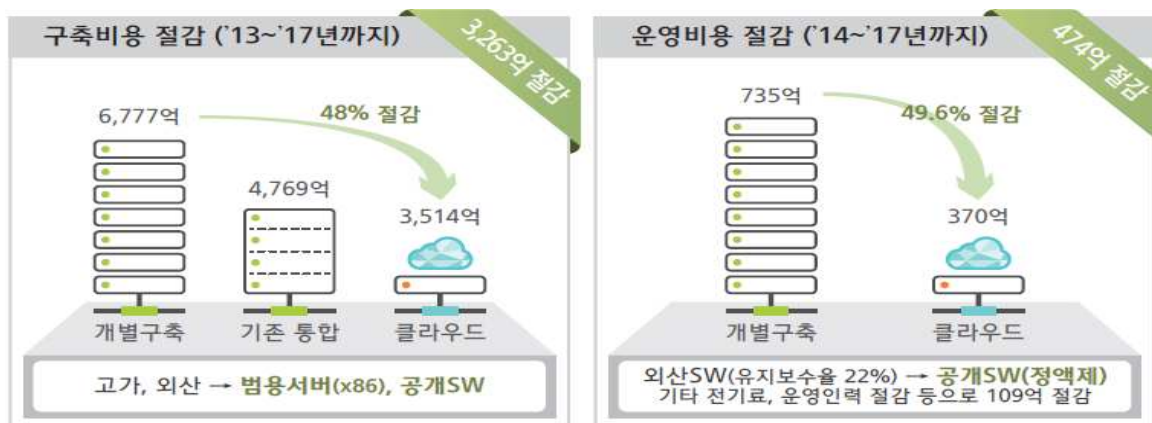 구축비용 절감 ('13~'17년까지)
3,263억 절감
6,777억
48% 절감
4,769억
3,514억
개별구축
기존 통합
클라우드
고가, 외산 → 범용서버(x86), 공개SW
운영비용 절감 ('14~'17년까지)
474억 절감
735억
49.6% 절감
370억
개별구축
클라우드
외산SW(유지보수율 22%) → 공개SW(정액제)
기타 전기료, 운영인력 절감 등으로 109억 절감